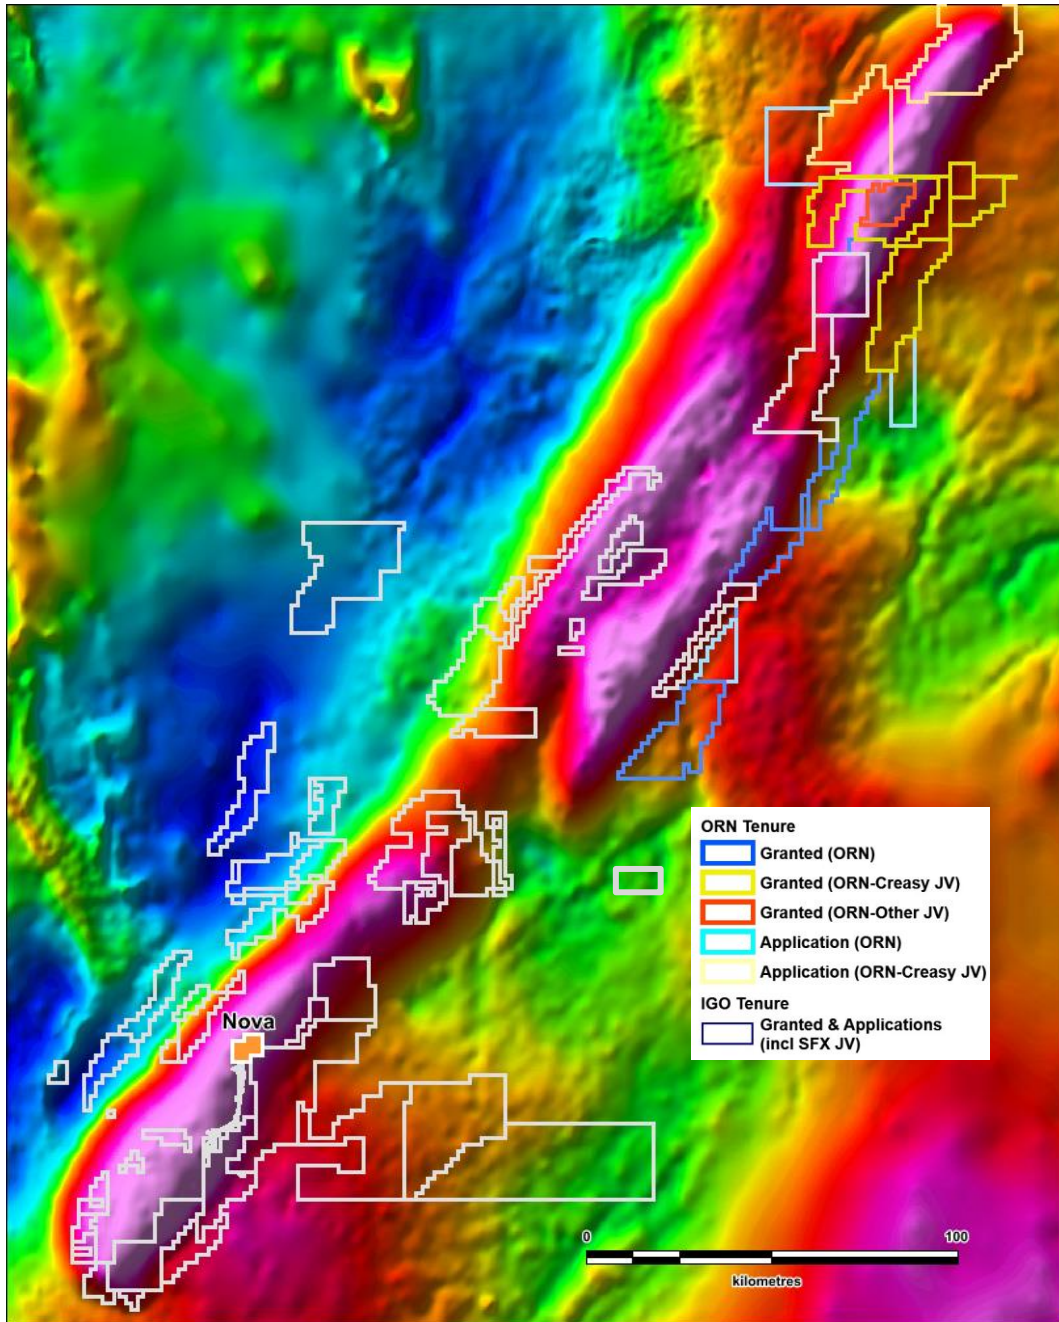 Nova
ORN Tenure
Granted (ORN)
Granted (ORN-Creasy JV)
Granted (ORN-Other JV)
Application (ORN)
Application (ORN-Creasy JV)
IGO Tenure
Granted & Applications
(incl SFX JV)
0 100
kilometres